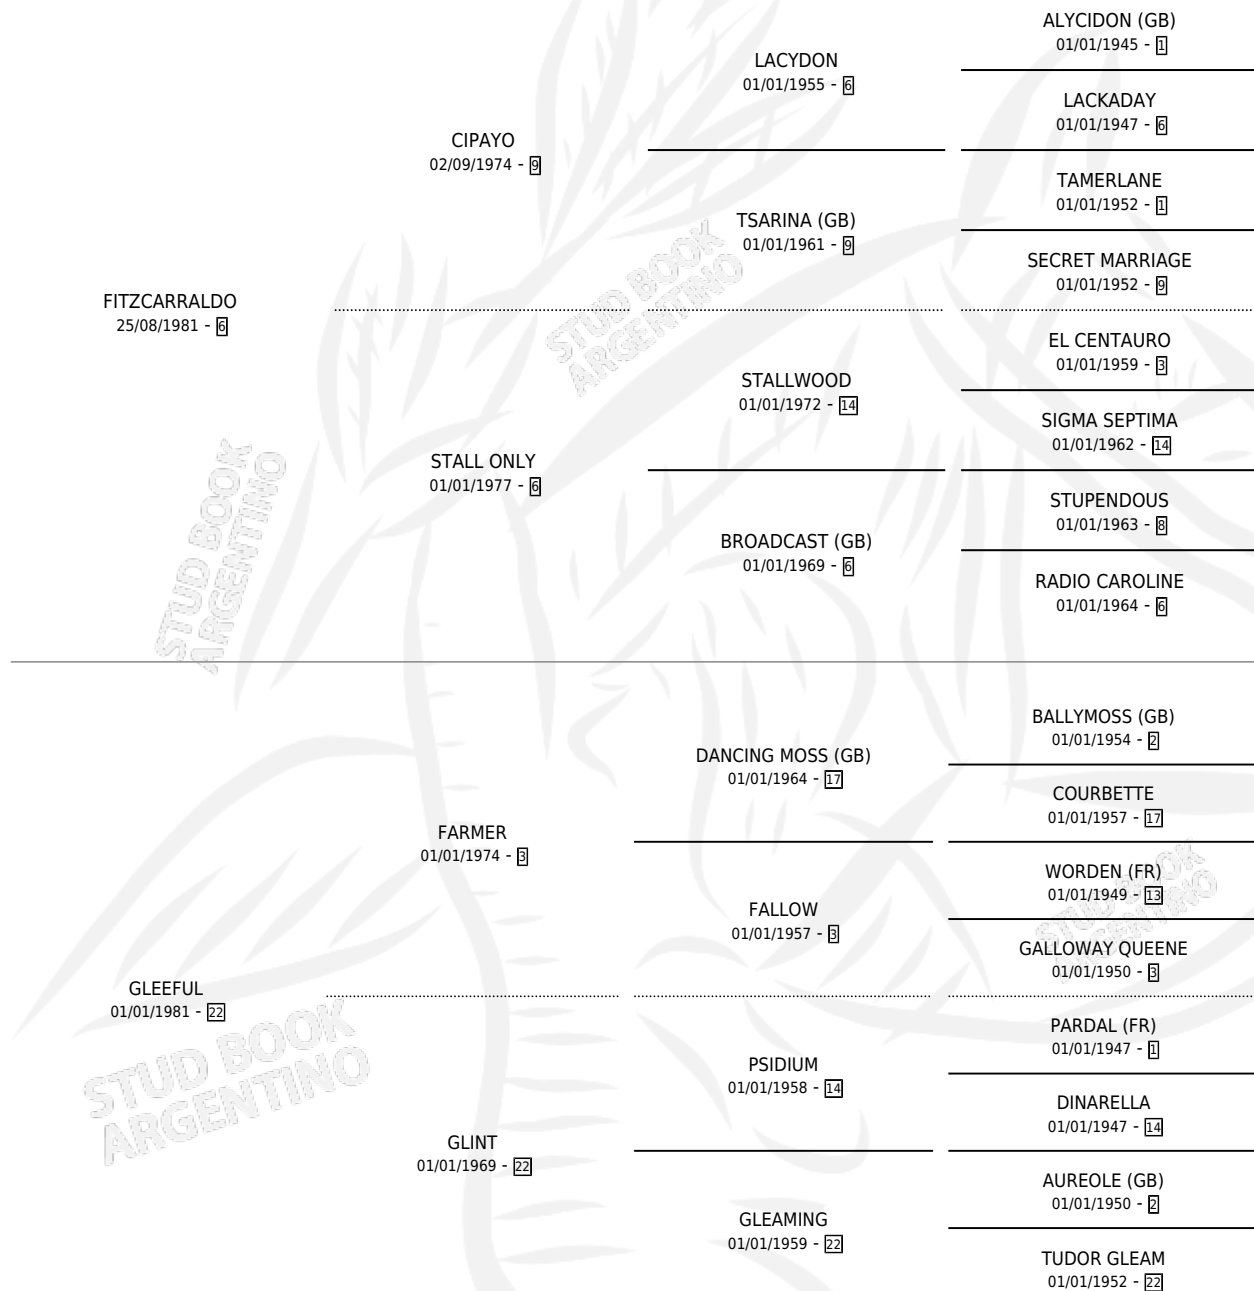 ALYCIDON (GB)
01/01/1945 - 1
LACYDON
01/01/1955 - 6
LACKADAY
01/01/1947 - 6
CIPAYO
02/09/1974 - 9
TAMERLANE
01/01/1952 - 1
TSARINA (GB)
01/01/1961 - 9
SECRET MARRIAGE
01/01/1952 - 9
FITZCARRALDO
25/08/1981 - 6
EL CENTAURO
01/01/1959 - 3
STALLWOOD
01/01/1972 - 14
SIGMA SEPTIMA
01/01/1962 - 14
STALL ONLY
01/01/1977 - 6
STUPENDOUS
01/01/1963 - 8
BROADCAST (GB)
01/01/1969 - 6
RADIO CAROLINE
01/01/1964 - 6
STUD BOOK
ARGENTINO
STUD BOOK
ARGENTINO
BALLYMOSS (GB)
01/01/1954 - 2
DANCING MOSS (GB)
01/01/1964 - 17
COURBETTE
01/01/1957 - 17
FARMER
01/01/1974 - 3
WORDEN (FR)
01/01/1949 - 13
FALLOW
01/01/1957 - 3
GALLOWAY QUEENE
01/01/1950 - 3
GLEEFUL
01/01/1981 - 22
PARDAL (FR)
01/01/1947 - 1
PSIDIUM
01/01/1958 - 14
DINARELLA
01/01/1947 - 14
GLINT
01/01/1969 - 22
AUREOLE (GB)
01/01/1950 - 2
GLEAMING
01/01/1959 - 22
TUDOR GLEAM
01/01/1952 - 22
STUD BOOK
ARGENTINO
STUD BOOK
ARGENTINO